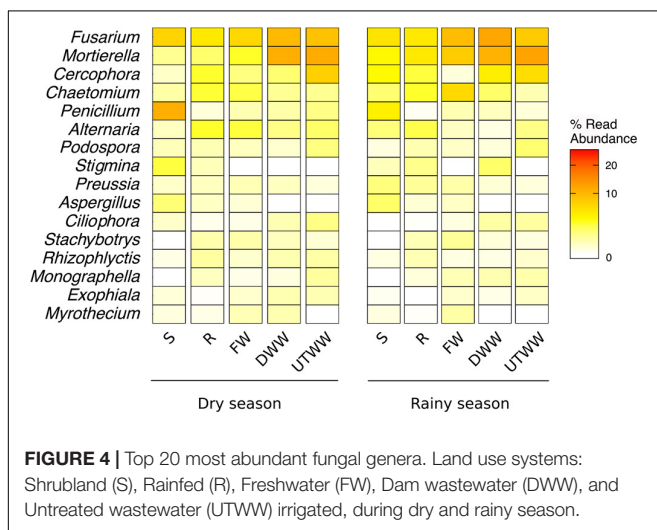 Fusarium
Mortierella
Cercophora
Chaetomium
Penicillium
Alternaria
Podospora
Stigmina
Preussia
Aspergillus
Ciliophora
Stachybotrys
Rhizophlyctis
Monographella
Exophiala
Myrothecium
S
R
FW
DWW
UTWW
Dry season
S
R
FW
DWW
UTWW
Rainy season
% Read
Abundance
20
10
0
FIGURE 4 | Top 20 most abundant fungal genera. Land use systems:
Shrubland (S), Rainfed (R), Freshwater (FW), Dam wastewater (DWW), and
Untreated wastewater (UTWW) irrigated, during dry and rainy season.